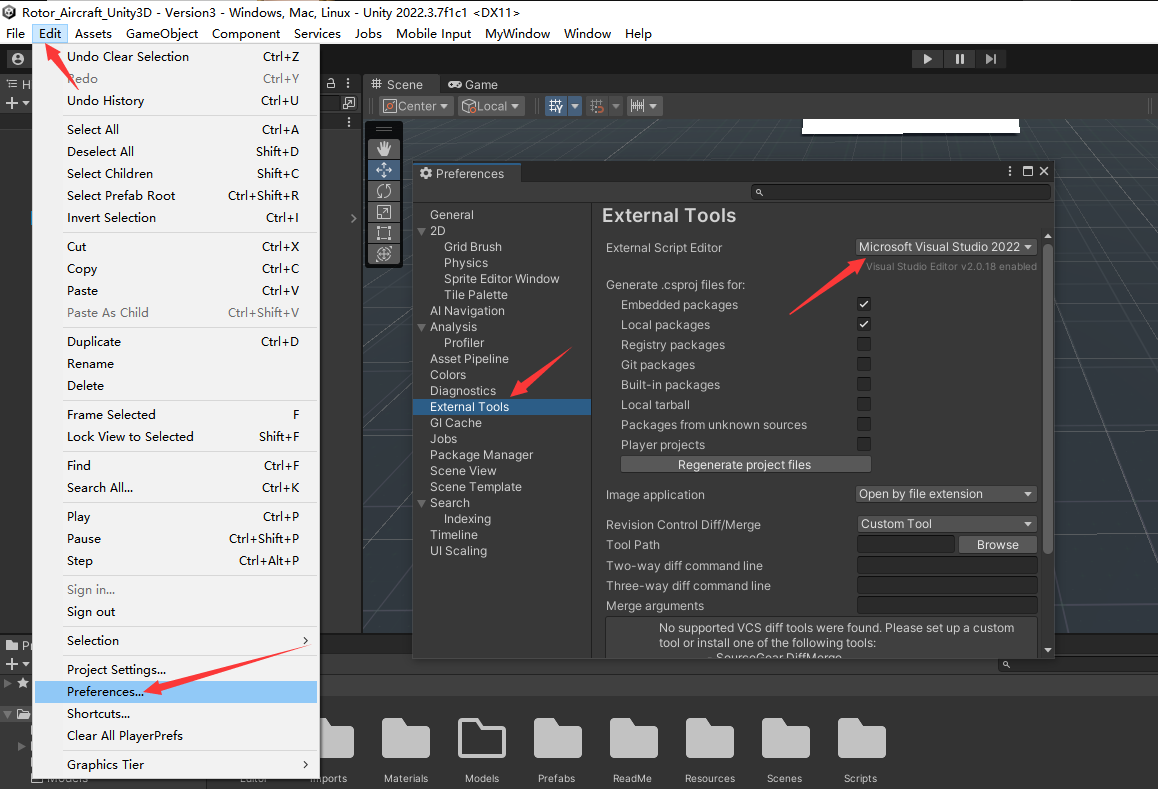 Rotor_Aircraft_Unity3D - Version3 - Windows, Mac, Linux - Unity 2022.3.7f1c1 <DX11>
File Edit Assets GameObject Component Services Jobs Mobile Input MyWindow Window Help
Undo Clear Selection Ctrl+Z
Redo Ctrl+Y
Undo History Ctrl+U
Select All Ctrl+A
Deselect All Shift+D
Select Children Shift+C
Select Prefab Root Ctrl+Shift+R
Invert Selection Ctrl+I
Cut Ctrl+X
Copy Ctrl+C
Paste Ctrl+V
Paste As Child Ctrl+Shift+V
Duplicate Ctrl+D
Rename
Delete
Frame Selected F
Lock View to Selected Shift+F
Find Ctrl+F
Search All... Ctrl+K
Play Ctrl+P
Pause Ctrl+Shift+P
Step Ctrl+Alt+P
Sign in...
Sign out
Selection
Project Settings...
Preferences...
Shortcuts...
Clear All PlayerPrefs
Graphics Tier
Scene Game
Center Local
Preferences
General
2D
Grid Brush
Physics
Sprite Editor Window
Tile Palette
AI Navigation
Analysis
Profiler
Asset Pipeline
Colors
Diagnostics
External Tools
GI Cache
Jobs
Package Manager
Scene View
Scene Template
Search
Indexing
Timeline
UI Scaling
External Tools
External Script Editor Microsoft Visual Studio 2022
Visual Studio Editor v2.0.18 enabled
Generate .csproj files for:
Embedded packages
Local packages
Registry packages
Git packages
Built-in packages
Local tarball
Packages from unknown sources
Player projects
Regenerate project files
Image application Open by file extension
Revision Control Diff/Merge Custom Tool
Tool Path Browse
Two-way diff command line
Three-way diff command line
Merge arguments
No supported VCS diff tools were found. Please set up a custom
tool or install one of the following tools:
- SourceGear DiffMerge
Materials Models Prefabs ReadMe Resources Scenes Scripts